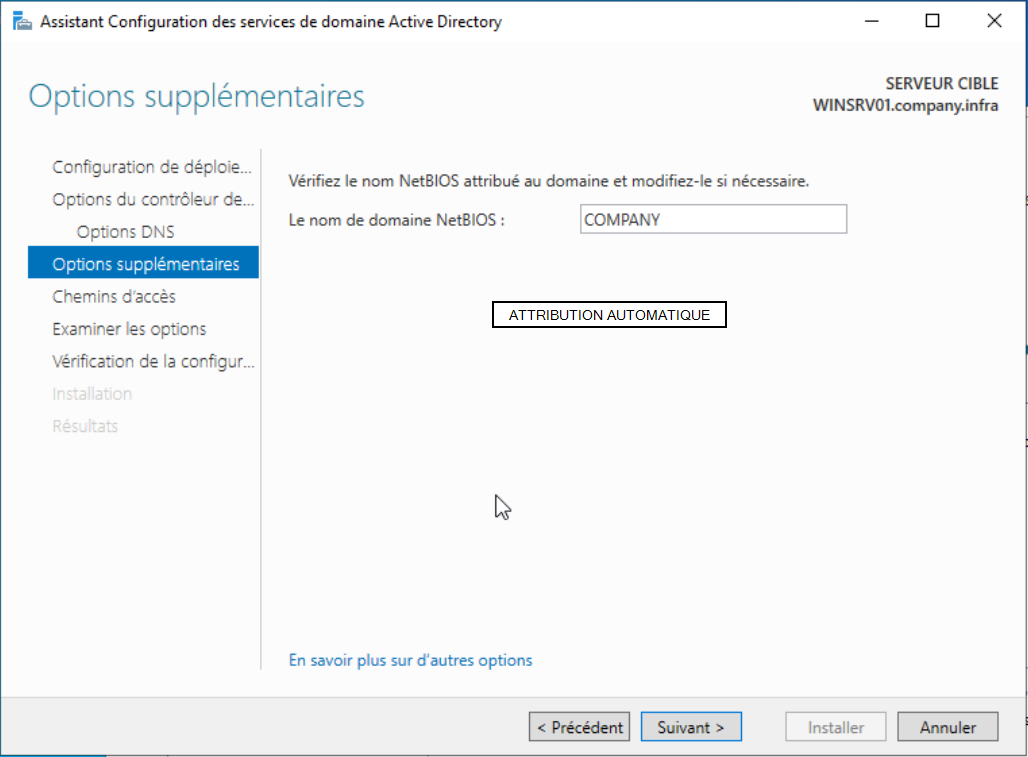 Assistant Configuration des services de domaine Active Directory
Options supplémentaires
SERVEUR CIBLE
WINSRV01.company.infra
Configuration de déploie...
Options du contrôleur de...
Options DNS
Options supplémentaires
Chemins d'accès
Examiner les options
Vérification de la configur...
Installation
Résultats
Vérifiez le nom NetBIOS attribué au domaine et modifiez-le si nécessaire.
Le nom de domaine NetBIOS : COMPANY
ATTRIBUTION AUTOMATIQUE
En savoir plus sur d'autres options
< Précédent Suivant > Installer Annuler